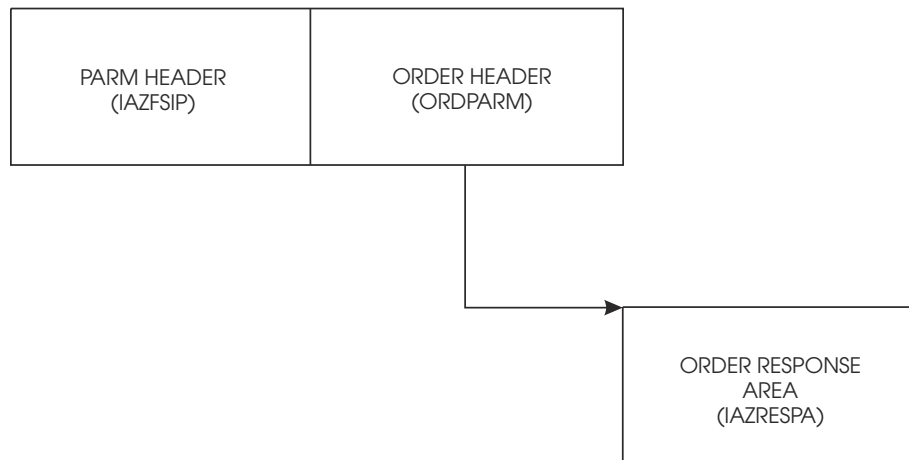 PARM HEADER
(IAZFSIP)
ORDER HEADER
(ORDPARM)
ORDER RESPONSE
AREA
(IAZRESPA)